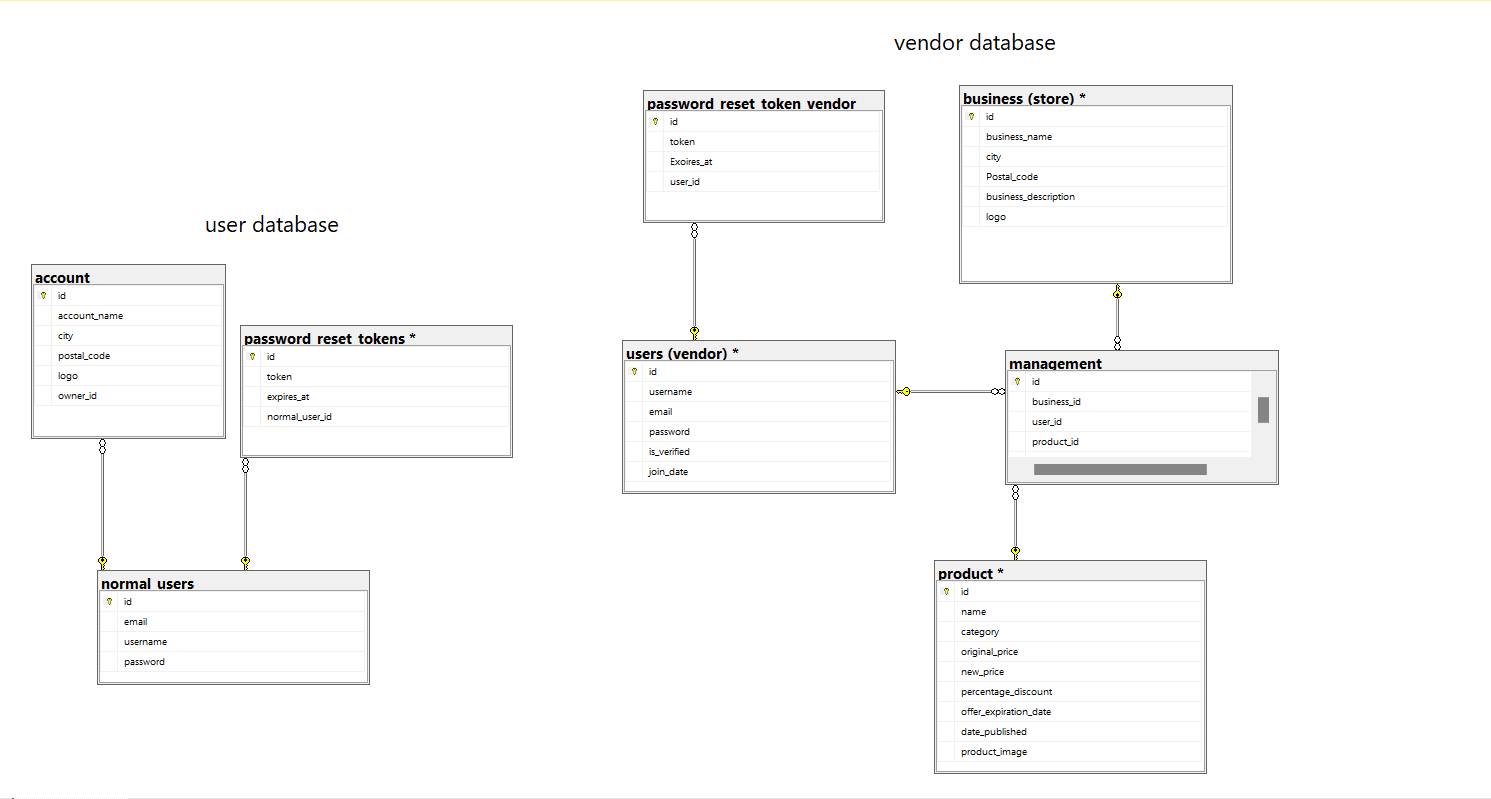 vendor database
user database
password_reset_token_vendor
id
token
Exoires_at
user_id
business (store) *
id
business_name
city
Postal_code
business_description
logo
account
id
account_name
city
postal_code
logo
owner_id
password_reset_tokens *
id
token
expires_at
normal_user_id
users (vendor) *
id
username
email
password
is_verified
join_date
management
id
business_id
user_id
product_id
normal_users
id
email
username
password
product *
id
name
category
original_price
new_price
percentage_discount
offer_expiration_date
date_published
product_image